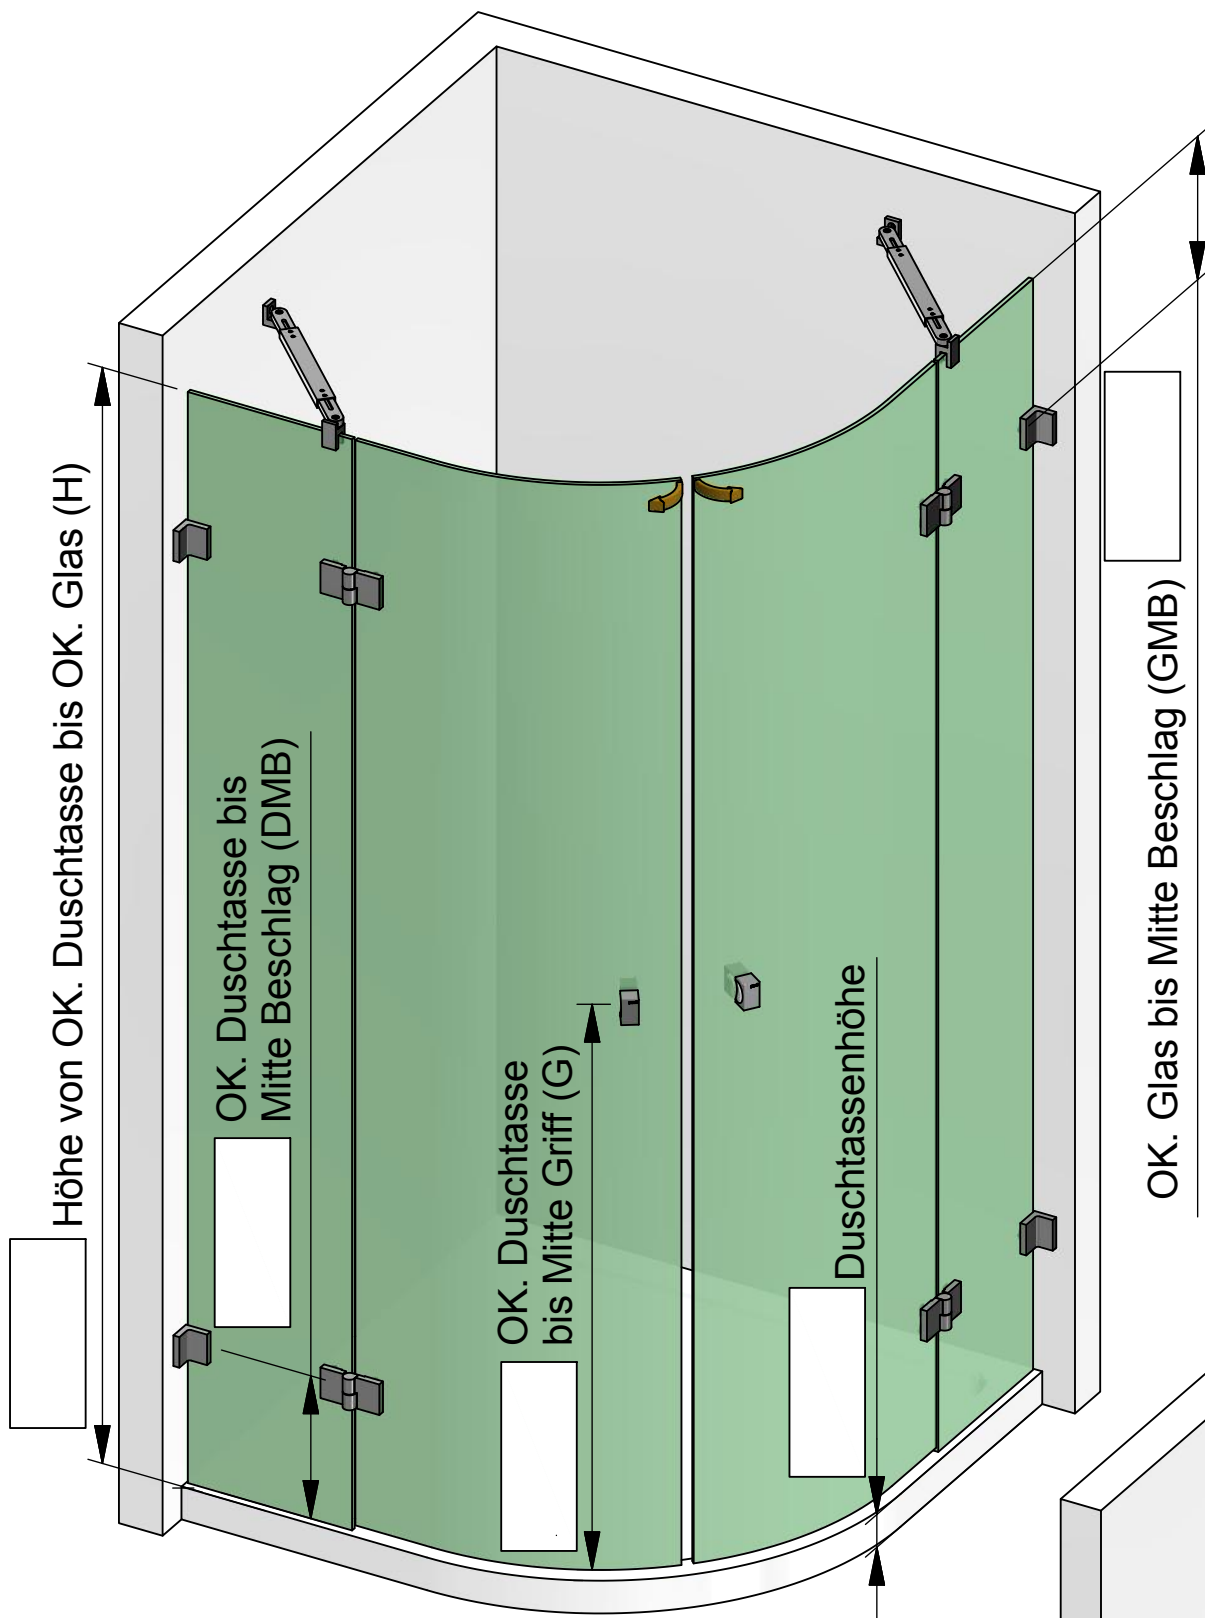 Höhe von OK. Duschtasse bis OK. Glas (H)
OK. Duschtasse bis
Mitte Beschlag (DMB)
OK. Duschtasse
bis Mitte Griff (G)
Duschtassenhöhe
OK. Glas bis Mitte Beschlag (GMB)